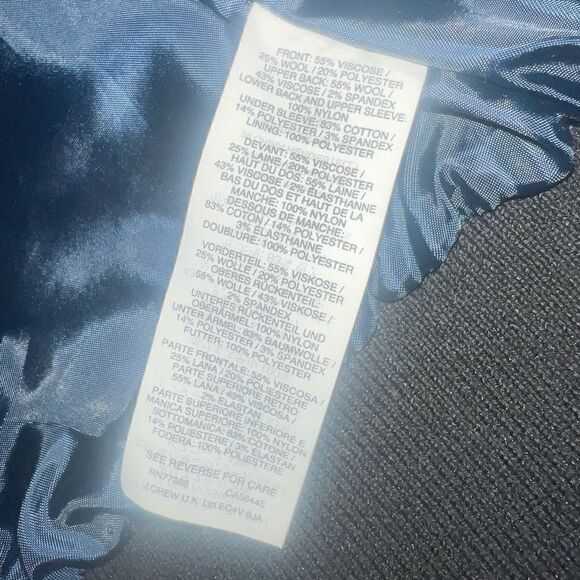 FRONT: 55% VISCOSE /
25% WOOL / 20% POLYESTER
UPPER BACK: 55% WOOL /
43% VISCOSE / 2% SPANDEX
LOWER BACK AND UPPER SLEEVE:
100% NYLON
UNDER SLEEVE: 83% COTTON /
14% POLYESTER / 3% SPANDEX
LINING: 100% POLYESTER
DEVANT: 55% VISCOSE /
25% LAINE / 20% POLYESTER
HAUT DU DOS: 55% LAINE /
43% VISCOSE / 2% ÉLASTHANNE
BAS DU DOS ET HAUT DE LA
MANCHE: 100% NYLON
DESSOUS DE MANCHE:
83% COTON / 14% POLYESTER /
3% ÉLASTHANNE
DOUBLURE: 100% POLYESTER
VORDERTEIL: 55% VISKOSE /
25% WOLLE / 20% POLYESTER
OBERES RÜCKENTEIL:
55% WOLLE / 43% VISKOSE /
2% SPANDEX
UNTERES RÜCKENTEIL UND
OBERÄRMEL: 100% NYLON
UNTER ÄRMEL: 83% BAUMWOLLE /
14% POLYESTER / 3% SPANDEX
FUTTER: 100% POLYESTER
PARTE FRONTALE: 55% VISCOSA /
25% LANA / 20% POLIESTERE
PARTE SUPERIORE RETRO:
55% LANA / 43% VISCOSA /
2% ELASTAN
PARTE SUPERIORE INFERIORE E
MANICA SUPERIORE: 100% NYLON
SOTTOMANICA: 83% COTONE
14% POLIESTERE / 3% ELASTAN
FODERA: 100% POLIESTERE
SEE REVERSE FOR CARE
RN77388 CA56445
J.CREW U.K. Ltd EC4V 6JA